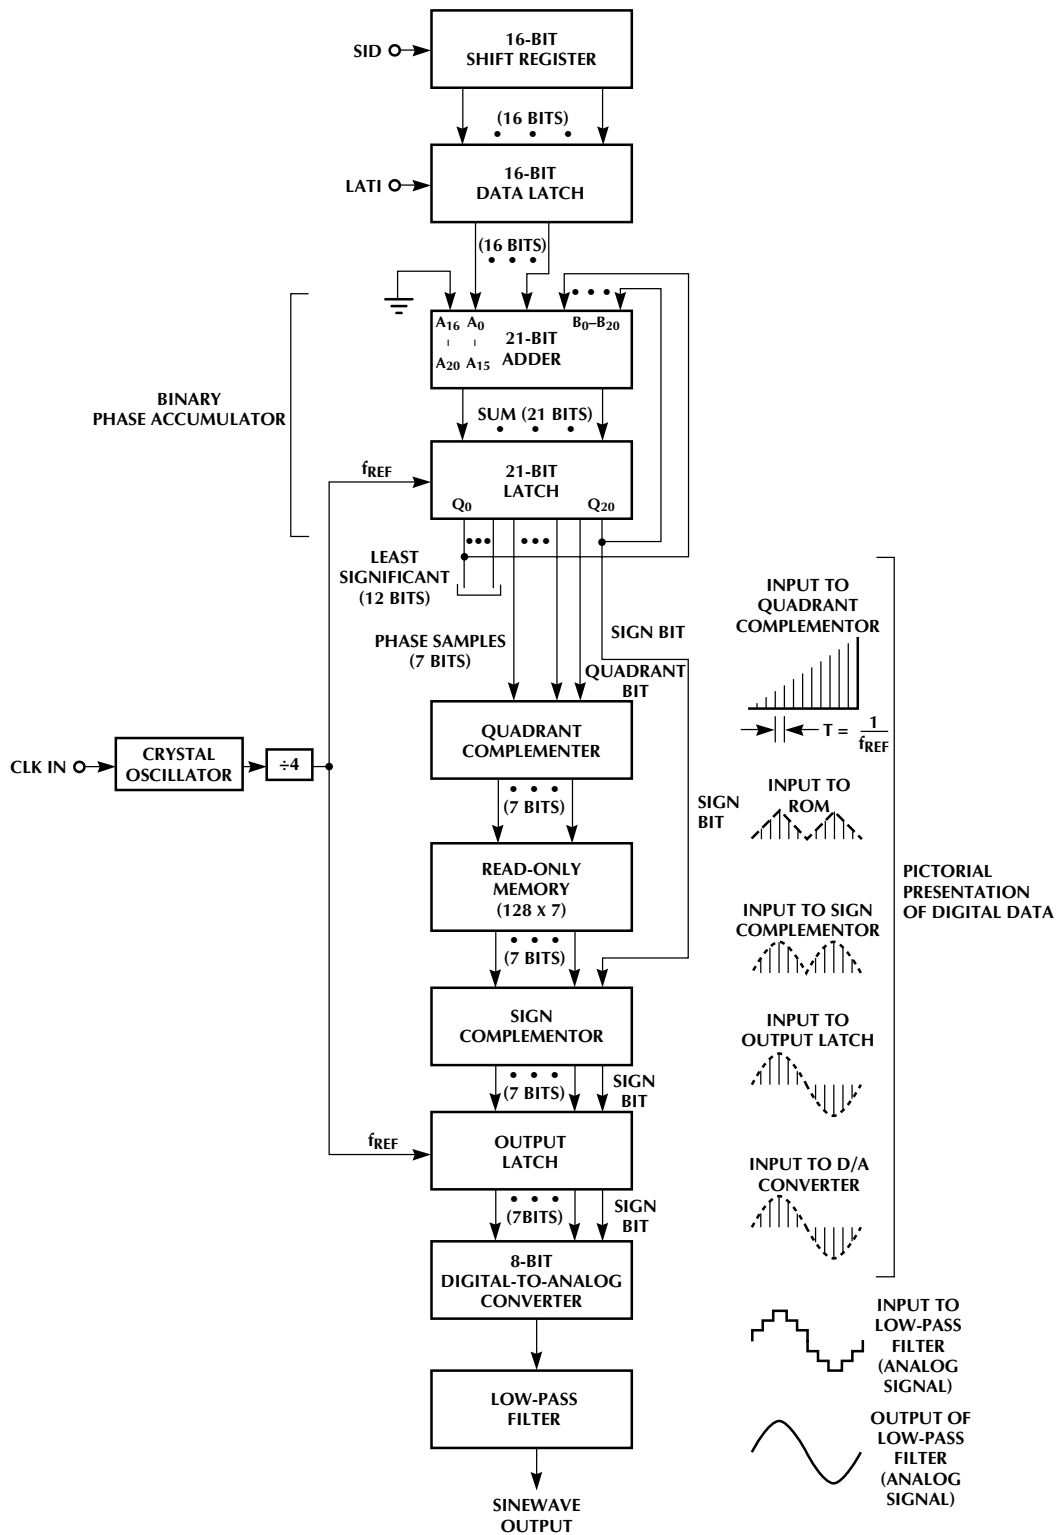 16-BIT
SHIFT REGISTER
SID
(16 BITS)
16-BIT
DATA LATCH
LATI
(16 BITS)
A16 A0
B0–B20
21-BIT
ADDER
A20 A15
BINARY
PHASE ACCUMULATOR
SUM (21 BITS)
fREF
21-BIT
LATCH
Q0
Q20
LEAST
SIGNIFICANT
(12 BITS)
PHASE SAMPLES
(7 BITS)
SIGN BIT
QUADRANT
BIT
QUADRANT
COMPLEMENTER
CLK IN
CRYSTAL
OSCILLATOR
÷4
(7 BITS)
SIGN
BIT
READ-ONLY
MEMORY
(128 X 7)
(7 BITS)
SIGN
COMPLEMENTOR
(7 BITS)
SIGN
BIT
fREF
OUTPUT
LATCH
(7BITS)
SIGN
BIT
8-BIT
DIGITAL-TO-ANALOG
CONVERTER
LOW-PASS
FILTER
SINEWAVE
OUTPUT
INPUT TO
QUADRANT
COMPLEMENTOR
T = 1
fREF
INPUT TO
ROM
INPUT TO SIGN
COMPLEMENTOR
INPUT TO
OUTPUT LATCH
INPUT TO D/A
CONVERTER
PICTORIAL
PRESENTATION
OF DIGITAL DATA
INPUT TO
LOW-PASS
FILTER
(ANALOG
SIGNAL)
OUTPUT OF
LOW-PASS
FILTER
(ANALOG
SIGNAL)